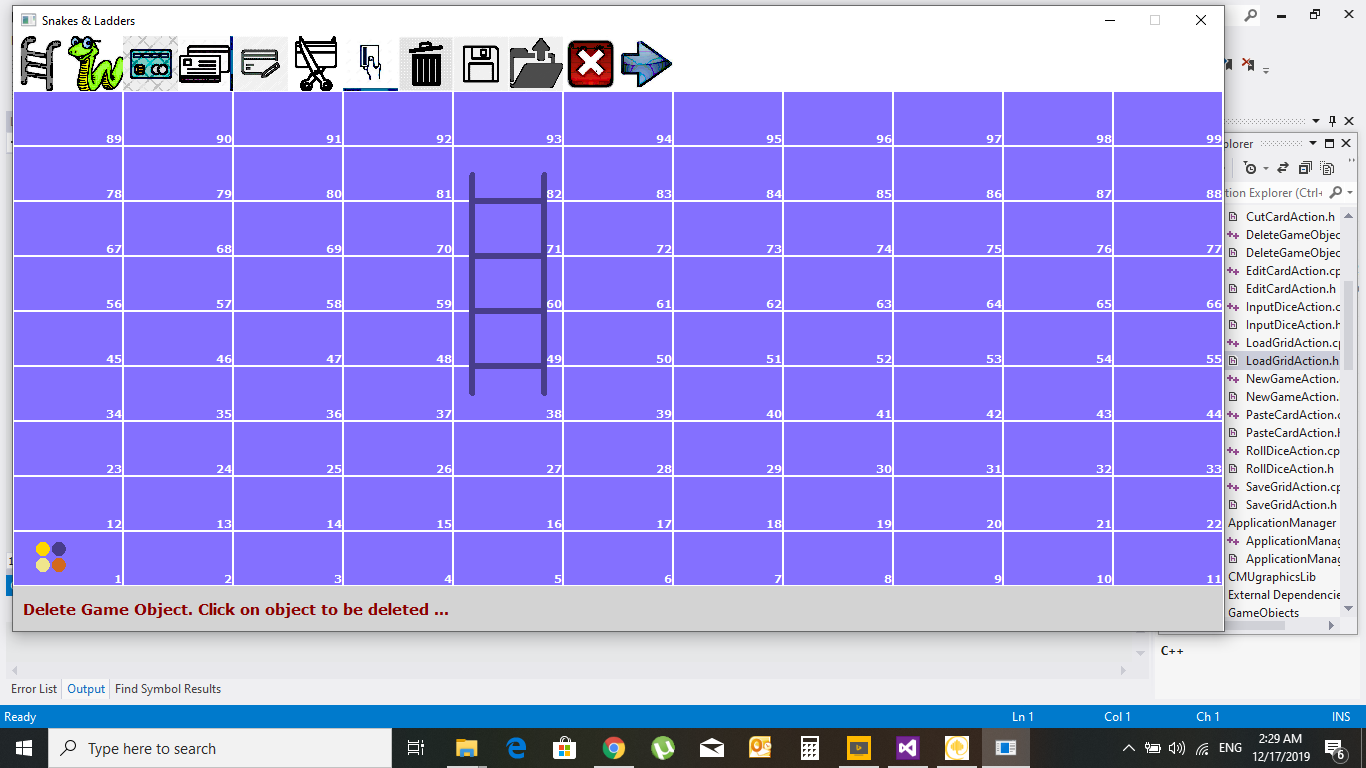 Snakes & Ladders
89 90 91 92 93 94 95 96 97 98 99
78 79 80 81 82 83 84 85 86 87 88
67 68 69 70 71 72 73 74 75 76 77
56 57 58 59 60 61 62 63 64 65 66
45 46 47 48 49 50 51 52 53 54 55
34 35 36 37 38 39 40 41 42 43 44
23 24 25 26 27 28 29 30 31 32 33
12 13 14 15 16 17 18 19 20 21 22
1 2 3 4 5 6 7 8 9 10 11
Delete Game Object. Click on object to be deleted ...
plorer
tion Explorer (Ctrl+
CutCardAction.h
DeleteGameObjec
DeleteGameObjec
EditCardAction.cp
EditCardAction.h
InputDiceAction.c
InputDiceAction.h
LoadGridAction.cp
LoadGridAction.h
NewGameAction.
NewGameAction.
PasteCardAction.c
PasteCardAction.h
RollDiceAction.cp
RollDiceAction.h
SaveGridAction.cp
SaveGridAction.h
ApplicationManager
ApplicationManag
ApplicationManag
CMUgraphicsLib
External Dependencie
GameObjects
C++
Error List Output Find Symbol Results
Ready Ln 1 Col 1 Ch 1 INS
Type here to search
ENG
2:29 AM
12/17/2019
6